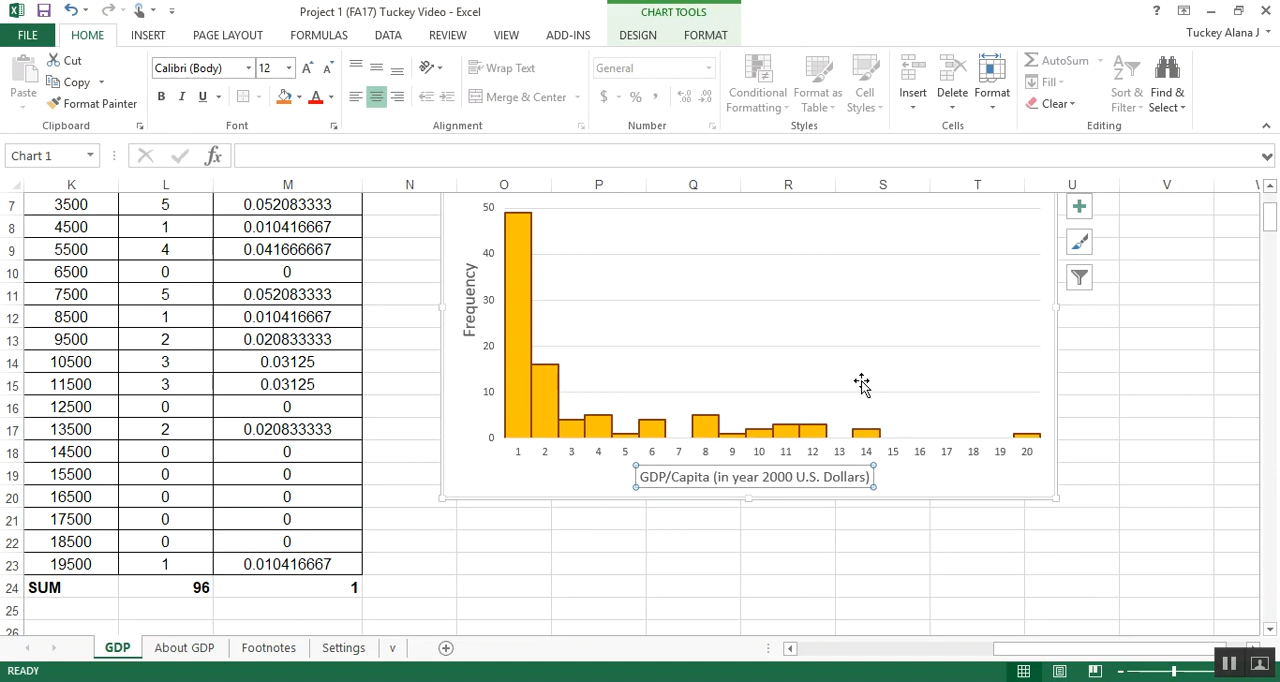 Project 1 (FA17) Tuckey Video - Excel
CHART TOOLS
?
FILE HOME INSERT PAGE LAYOUT FORMULAS DATA REVIEW VIEW ADD-INS DESIGN FORMAT Tuckey Alana J
Paste
Cut
Copy
Format Painter
Clipboard
Calibri (Body) 12
B I U
Font
Wrap Text
Merge & Center
Alignment
General
$ % ,
Number
Conditional Formatting
Format as Table
Cell Styles
Styles
Insert Delete Format
Cells
AutoSum
Fill
Clear
Sort & Filter
Find & Select
Editing
Chart 1 fx
K L M N O P Q R S T U V
7 3500 5 0.052083333
8 4500 1 0.010416667
9 5500 4 0.041666667
10 6500 0 0
11 7500 5 0.052083333
12 8500 1 0.010416667
13 9500 2 0.020833333
14 10500 3 0.03125
15 11500 3 0.03125
16 12500 0 0
17 13500 2 0.020833333
18 14500 0 0
19 15500 0 0
20 16500 0 0
21 17500 0 0
22 18500 0 0
23 19500 1 0.010416667
24 SUM 96 1
25
26
Frequency
50
40
30
20
10
0
1 2 3 4 5 6 7 8 9 10 11 12 13 14 15 16 17 18 19 20
GDP/Capita (in year 2000 U.S. Dollars)
GDP About GDP Footnotes Settings v
READY